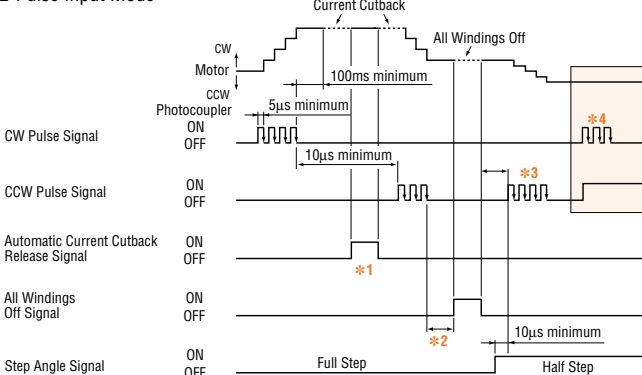 2-Pulse Input Mode
Current Cutback
All Windings Off
CW
Motor
CCW
100ms minimum
Photocoupler
5µs minimum
CW Pulse Signal
ON
OFF
*4
10µs minimum
CCW Pulse Signal
ON
OFF
*3
Automatic Current Cutback
Release Signal
ON
OFF
*1
All Windings
Off Signal
ON
OFF
*2
10µs minimum
Step Angle Signal
ON
OFF
Full Step
Half Step